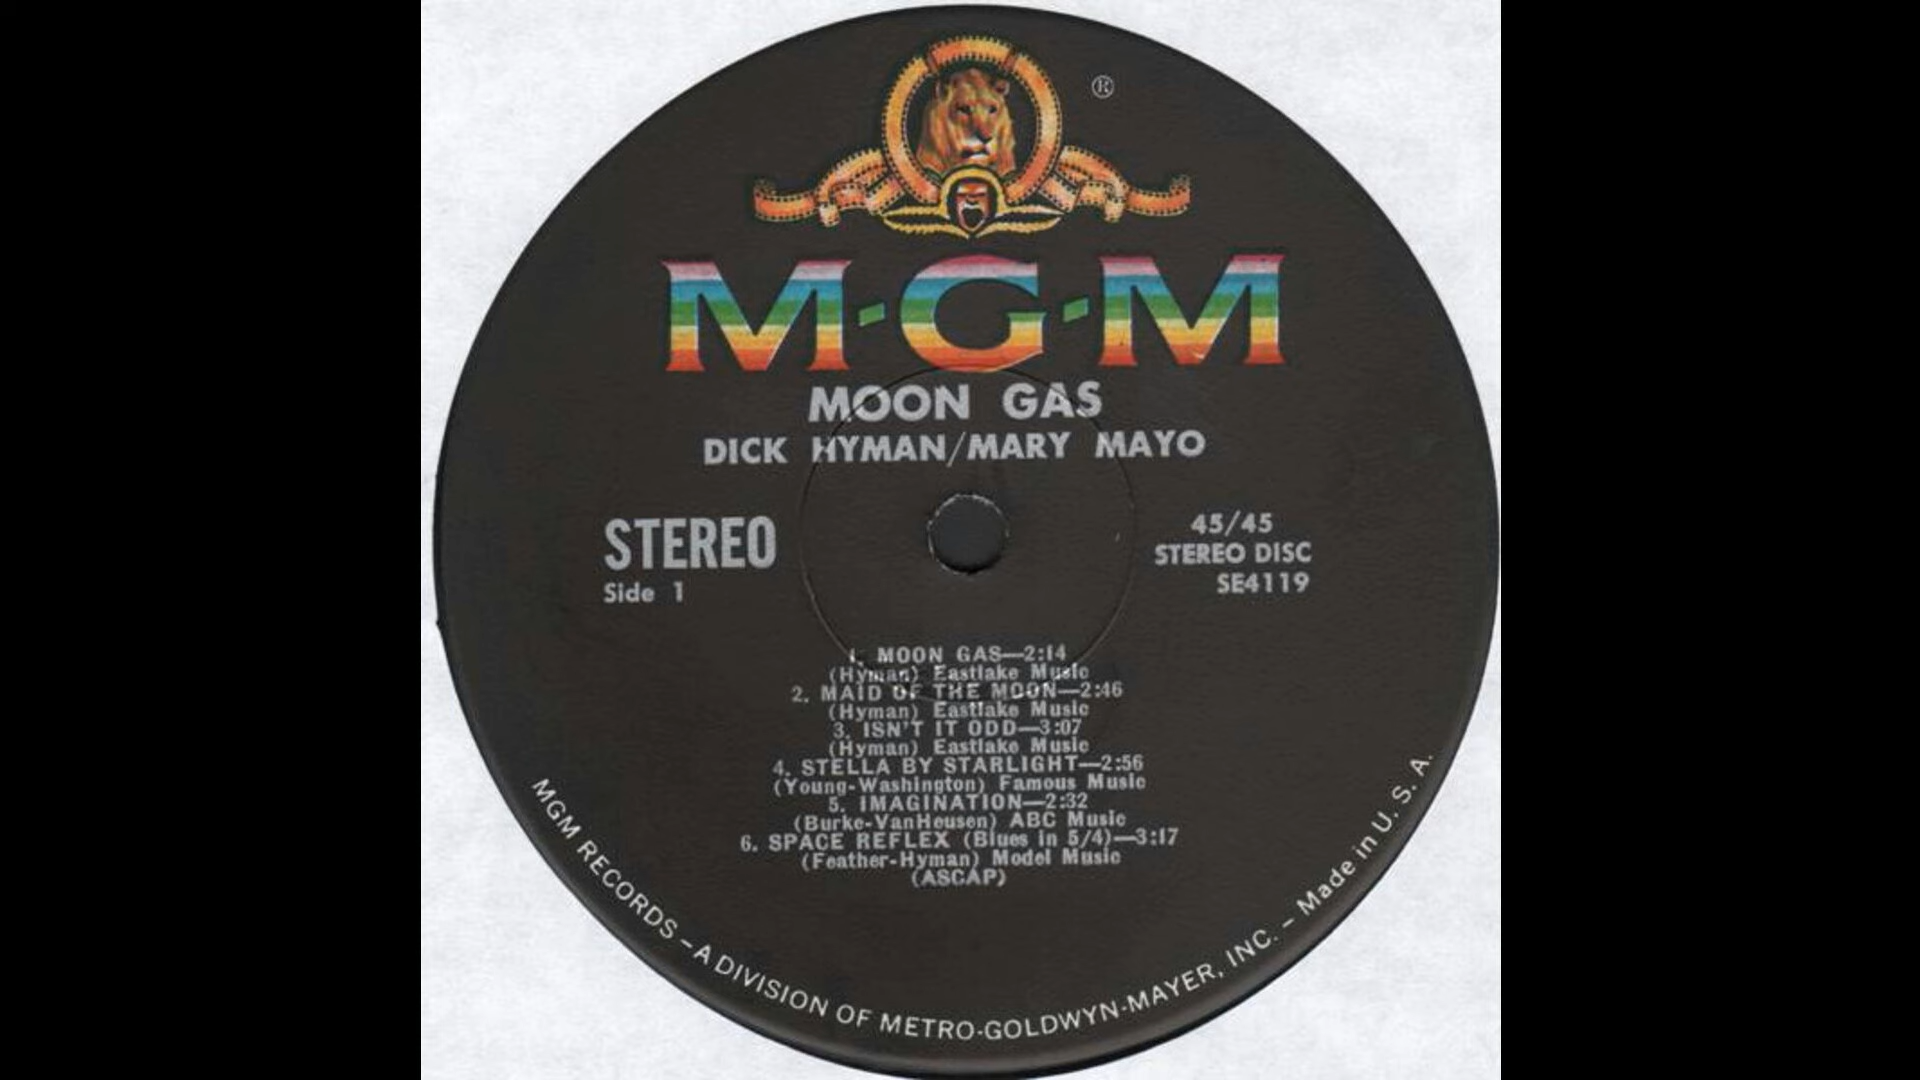 ®
M·G·M
MOON GAS
DICK HYMAN/MARY MAYO
STEREO
Side 1
45/45
STEREO DISC
SE4119
1. MOON GAS—2:14
(Hyman) Eastlake Music
2. MAID OF THE MOON—2:46
(Hyman) Eastlake Music
3. ISN'T IT ODD—3:07
(Hyman) Eastlake Music
4. STELLA BY STARLIGHT—2:56
(Young-Washington) Famous Music
5. IMAGINATION—2:32
(Burke-VanHeusen) ABC Music
6. SPACE REFLEX (Blues in 5/4)—3:17
(Feather-Hyman) Model Music
(ASCAP)
MGM RECORDS – A DIVISION OF METRO-GOLDWYN-MAYER, INC. – Made in U. S. A.